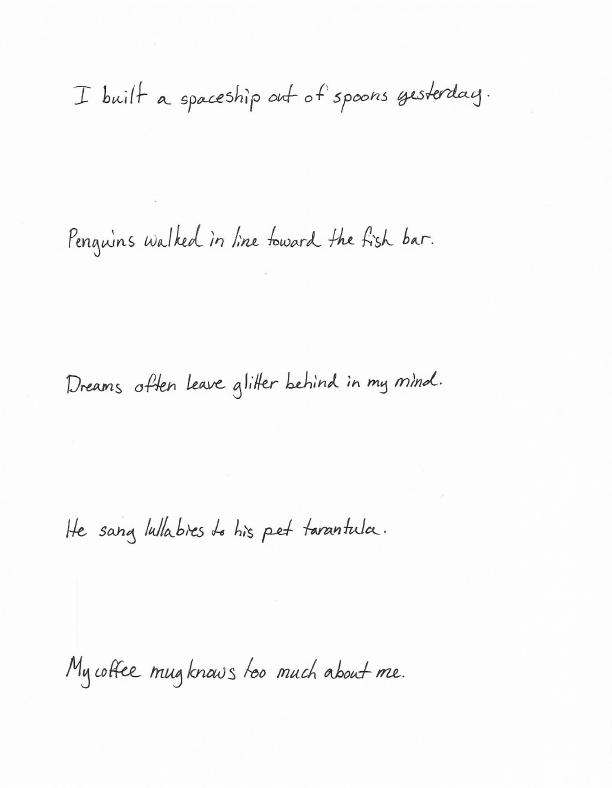 I built a spaceship out of spoons yesterday.
Penguins walked in line toward the fish bar.
Dreams often leave glitter behind in my mind.
He sang lullabies to his pet tarantula.
My coffee mug knows too much about me.